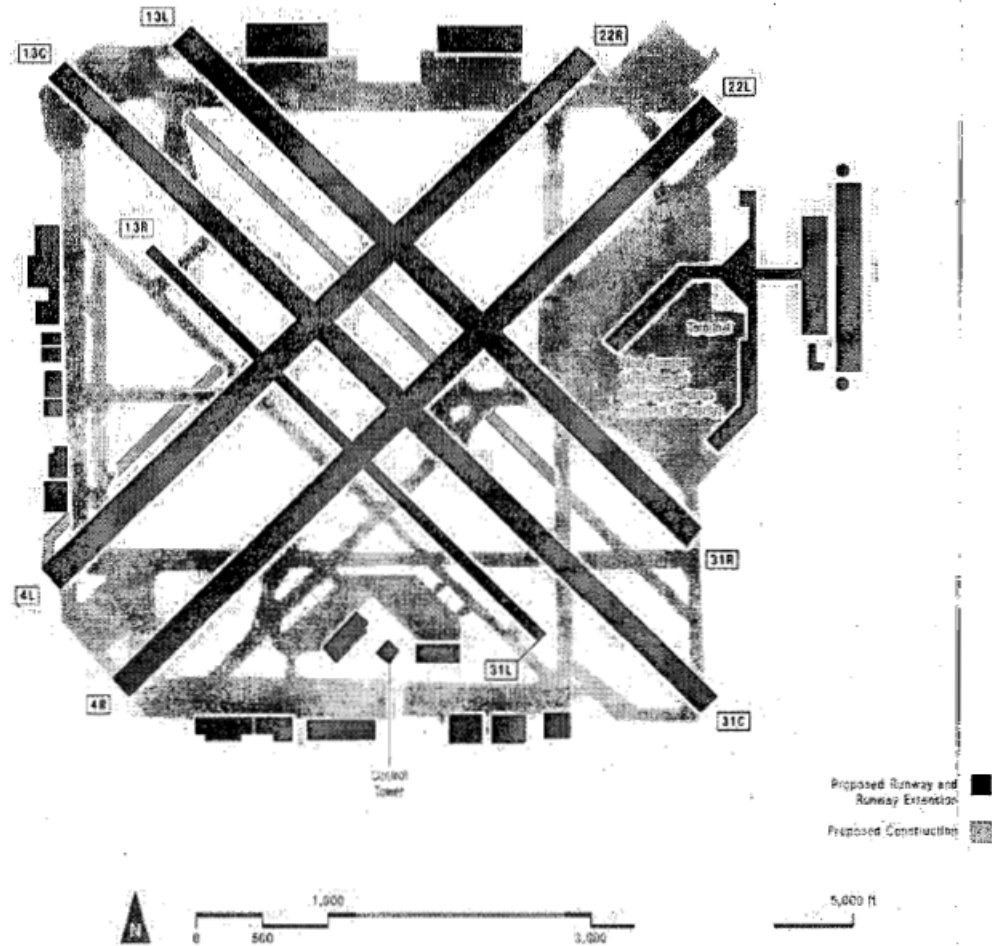 13L
13C
22R
22L
13R
Terminal
31R
4L
31L
4R
31C
Control
Tower
Proposed Runway and
Runway Extension
Proposed Construction
N
1,000
5,000 ft
0
500
3,000